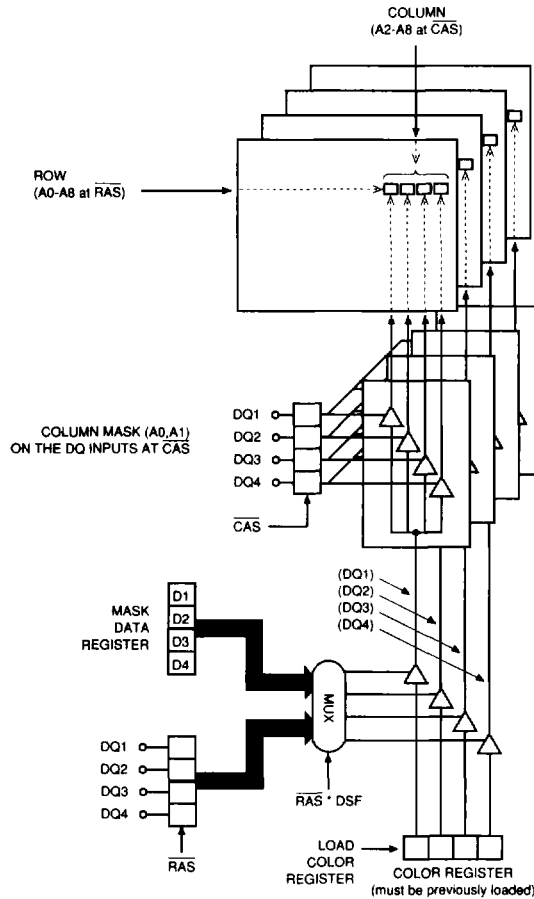 COLUMN
(A2-A8 at CAS)
ROW
(A0-A8 at RAS)
COLUMN MASK (A0,A1)
ON THE DQ INPUTS AT CAS
DQ1
DQ2
DQ3
DQ4
CAS
(DQ1)
(DQ2)
(DQ3)
(DQ4)
MASK
DATA
REGISTER
D1
D2
D3
D4
MUX
DQ1
DQ2
DQ3
DQ4
RAS
RAS * DSF
LOAD
COLOR
REGISTER
COLOR REGISTER
(must be previously loaded)